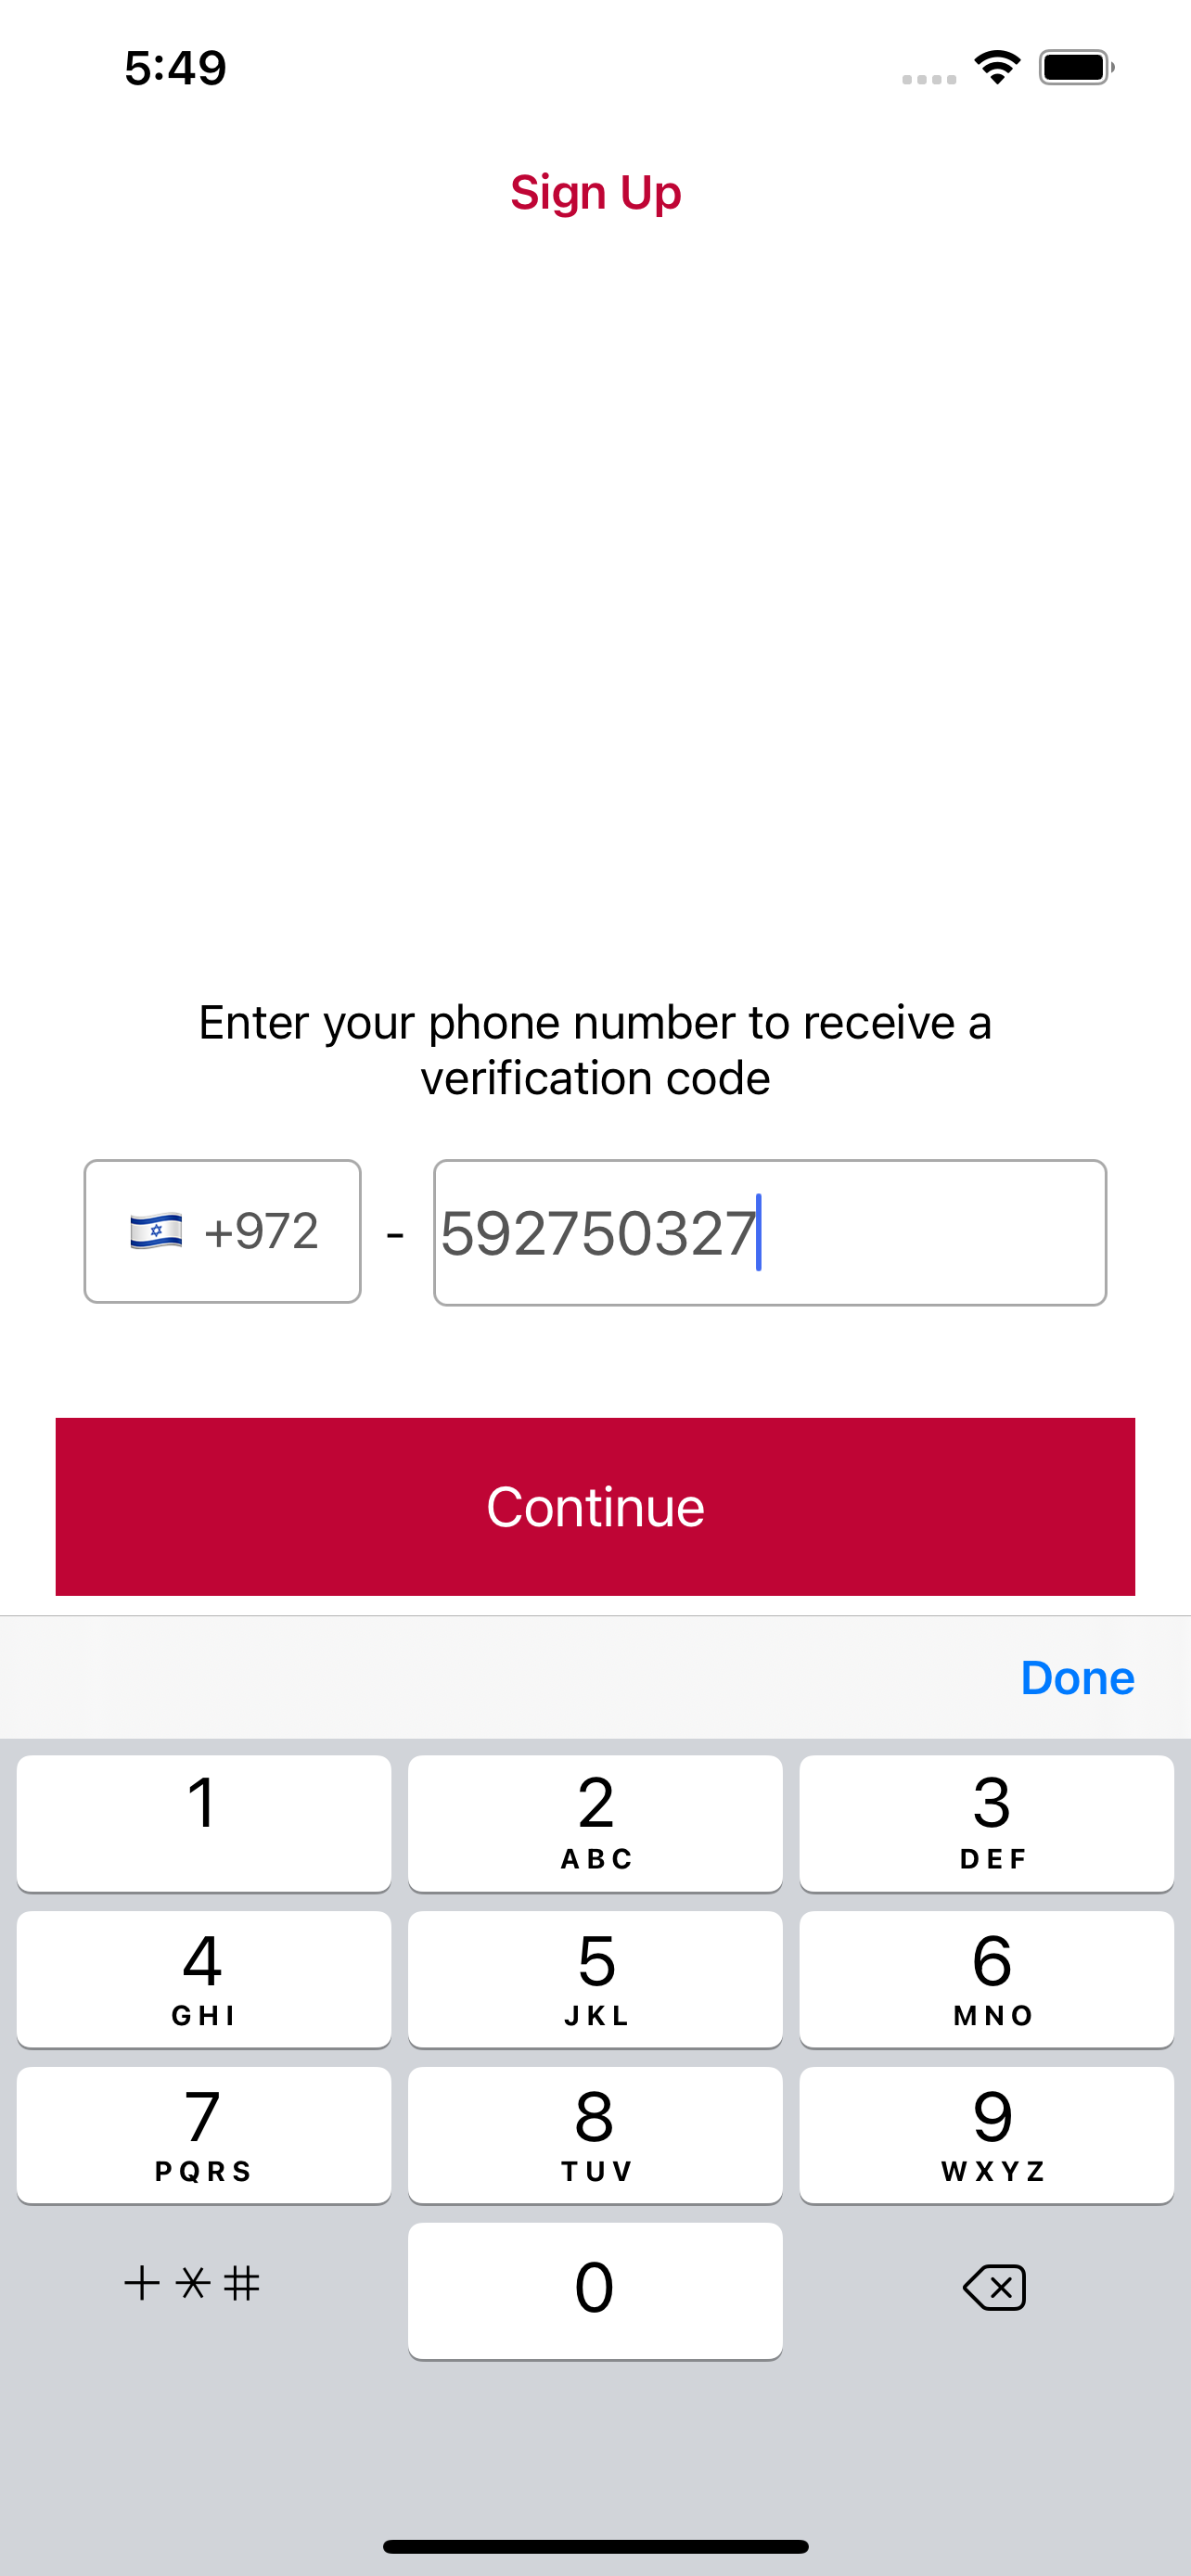 5:49
Sign Up
Enter your phone number to receive a
verification code
🇮🇱 +972 - 592750327
Continue
Done
1
2
ABC
3
DEF
4
GHI
5
JKL
6
MNO
7
PQRS
8
TUV
9
WXYZ
+*#
0